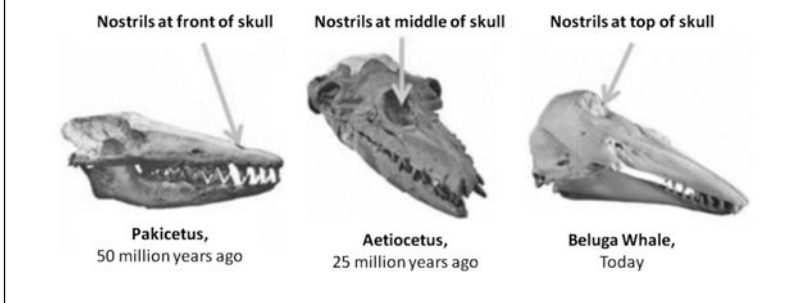 Nostrils at front of skull
Nostrils at middle of skull
Nostrils at top of skull
Pakicetus,
50 million years ago
Aetiocetus,
25 million years ago
Beluga Whale,
Today